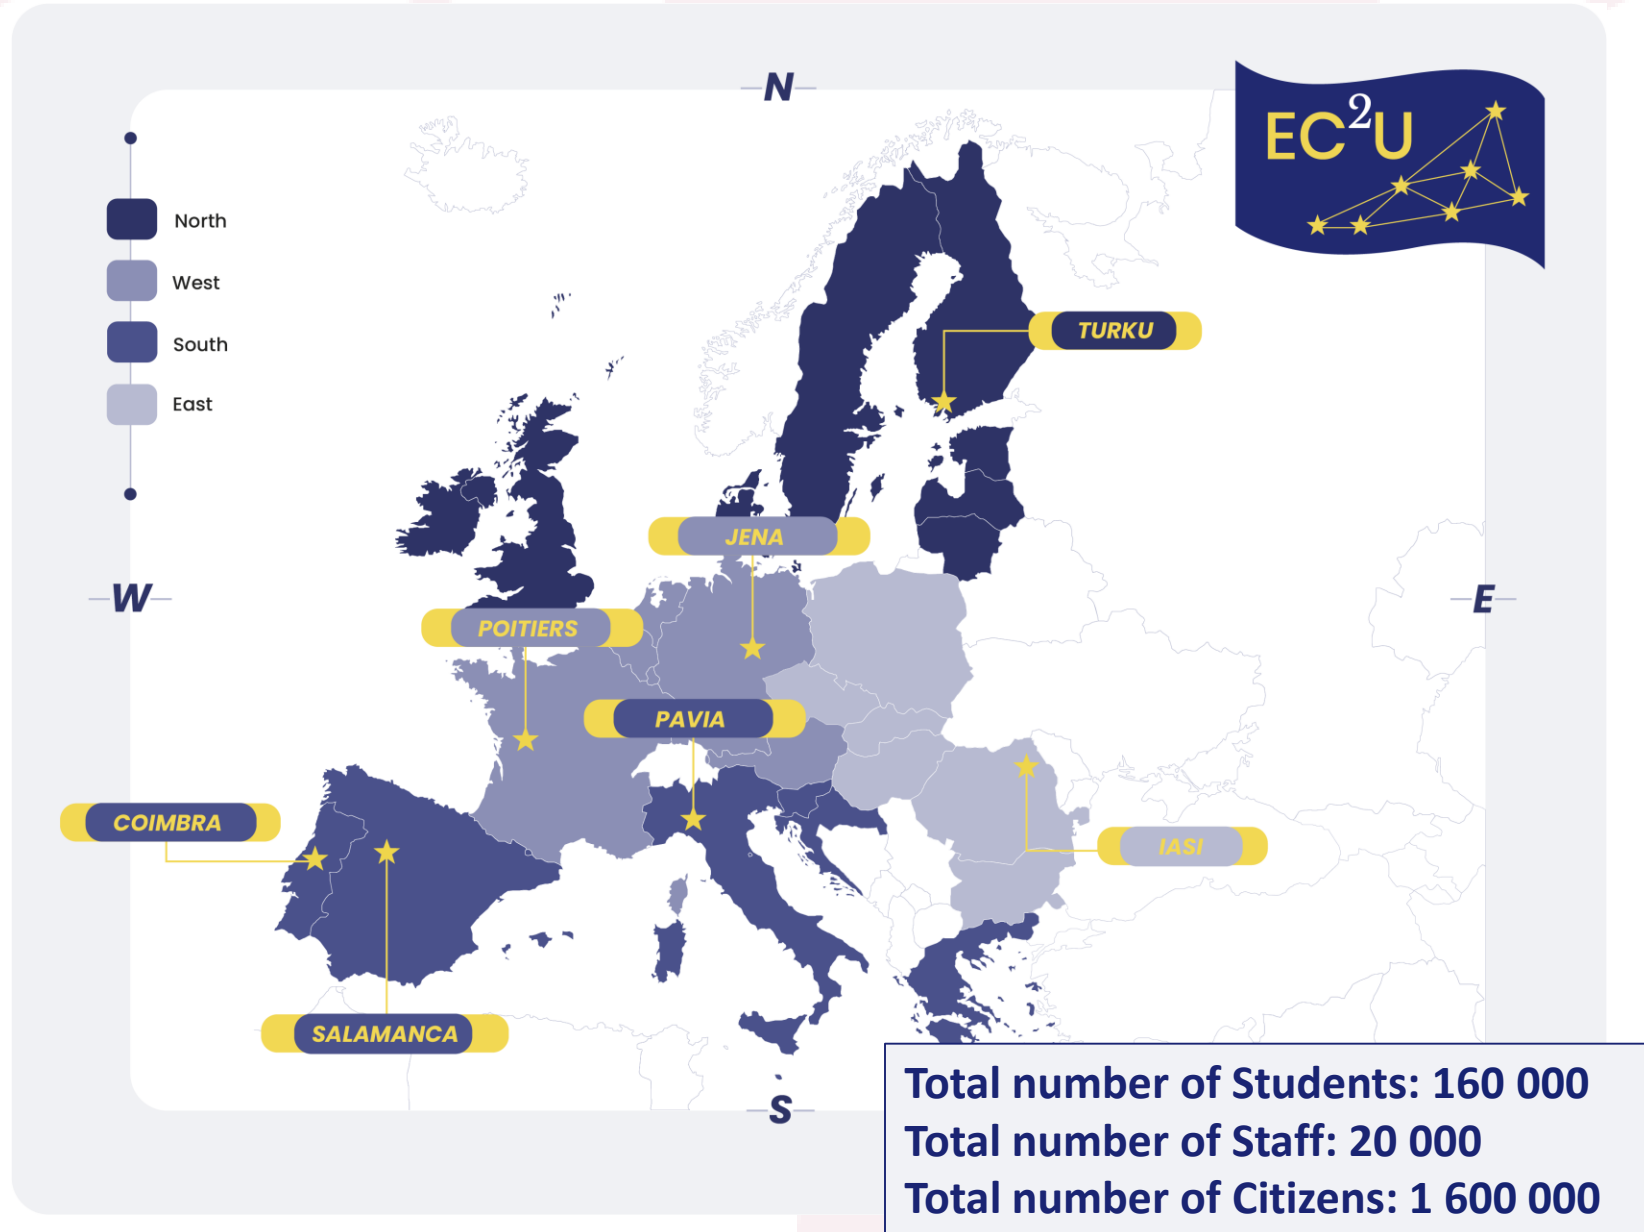 N
EC²U
North
West
South
East
TURKU
JENA
W
E
POITIERS
PAVIA
COIMBRA
IASI
SALAMANCA
S
Total number of Students: 160 000
Total number of Staff: 20 000
Total number of Citizens: 1 600 000